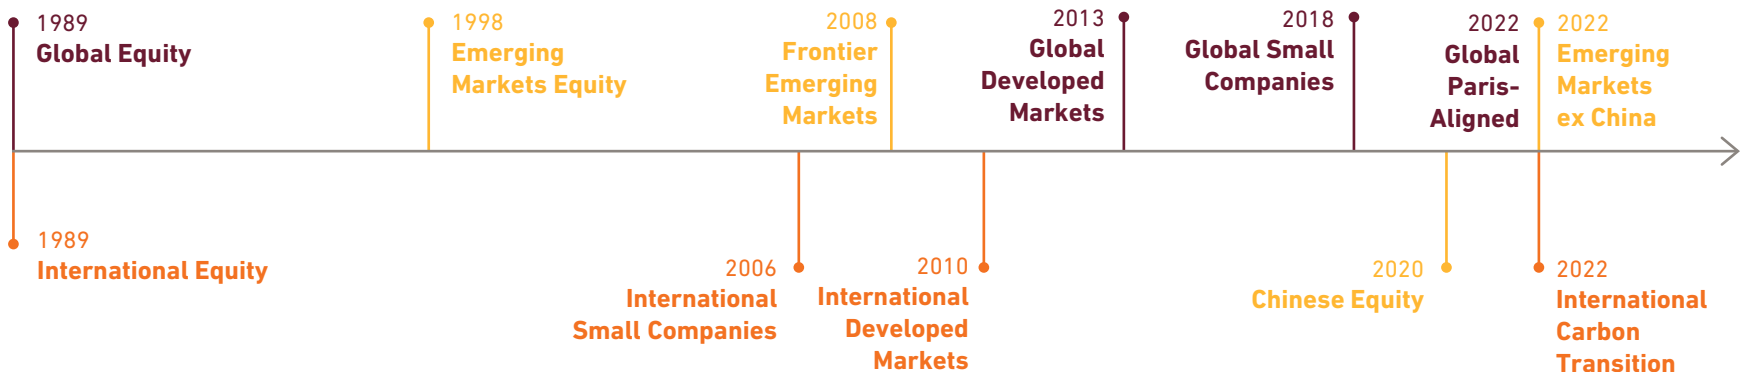 1989
Global Equity
1998
Emerging
Markets Equity
2008
Frontier
Emerging
Markets
2013
Global
Developed
Markets
2018
Global Small
Companies
2022
Global
Paris-
Aligned
2022
Emerging
Markets
ex China
1989
International Equity
2006
International
Small Companies
2010
International
Developed
Markets
2020
Chinese Equity
2022
International
Carbon
Transition